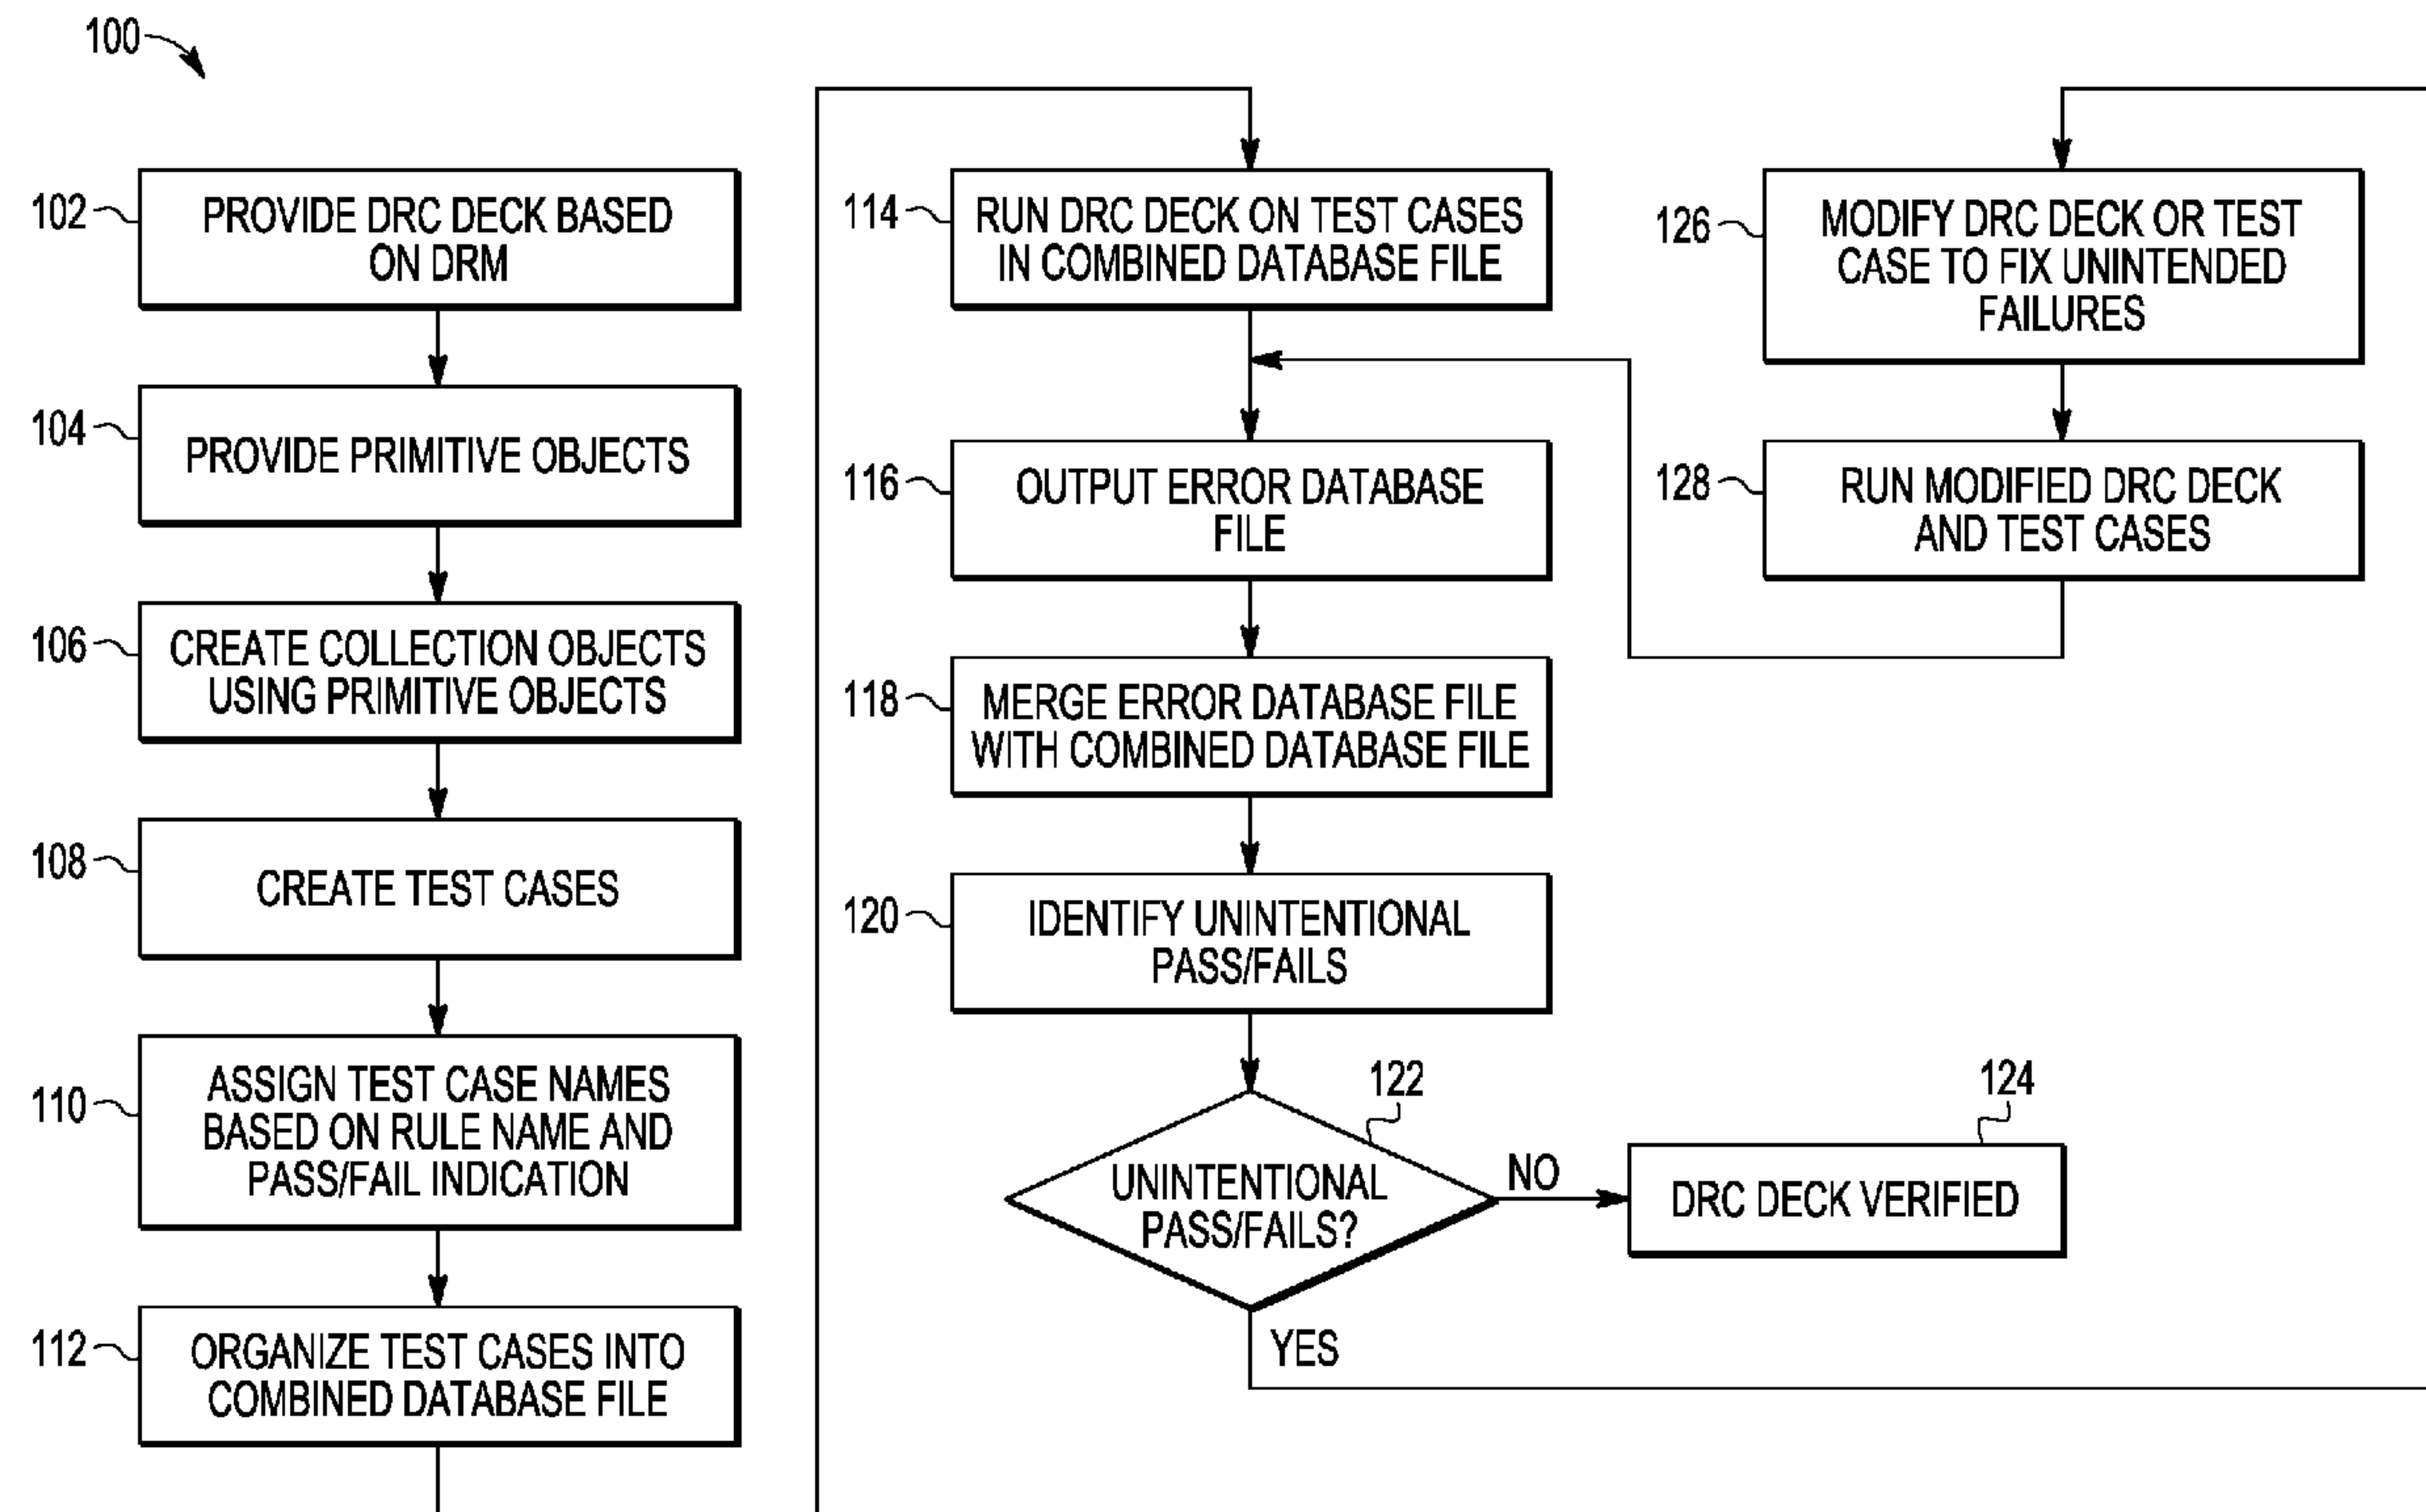 100
102
PROVIDE DRC DECK BASED
ON DRM
104
PROVIDE PRIMITIVE OBJECTS
106
CREATE COLLECTION OBJECTS
USING PRIMITIVE OBJECTS
108
CREATE TEST CASES
110
ASSIGN TEST CASE NAMES
BASED ON RULE NAME AND
PASS/FAIL INDICATION
112
ORGANIZE TEST CASES INTO
COMBINED DATABASE FILE
114
RUN DRC DECK ON TEST CASES
IN COMBINED DATABASE FILE
116
OUTPUT ERROR DATABASE
FILE
118
MERGE ERROR DATABASE FILE
WITH COMBINED DATABASE FILE
120
IDENTIFY UNINTENTIONAL
PASS/FAILS
122
UNINTENTIONAL
PASS/FAILS?
NO
YES
124
DRC DECK VERIFIED
126
MODIFY DRC DECK OR TEST
CASE TO FIX UNINTENDED
FAILURES
128
RUN MODIFIED DRC DECK
AND TEST CASES